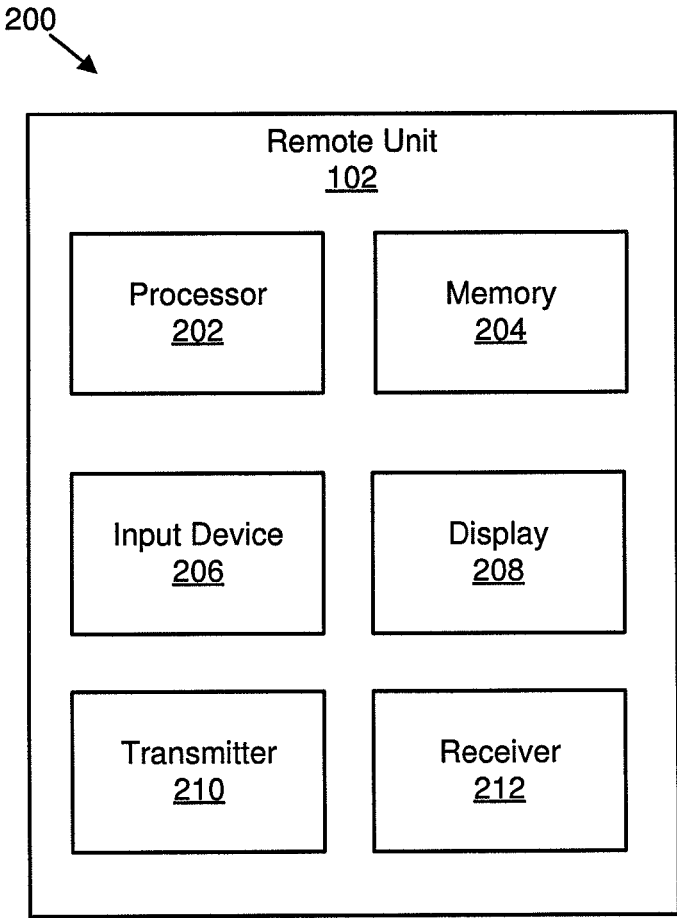 200
Remote Unit
102
Processor
202
Memory
204
Input Device
206
Display
208
Transmitter
210
Receiver
212